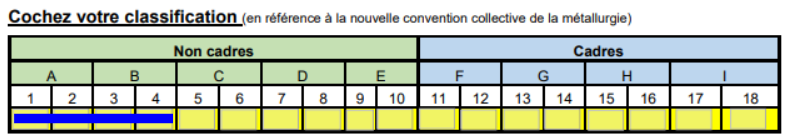 Cochez votre classification (en référence à la nouvelle convention collective de la métallurgie)
Non cadres Cadres
A B C D E F G H I
1 2 3 4 5 6 7 8 9 10 11 12 13 14 15 16 17 18